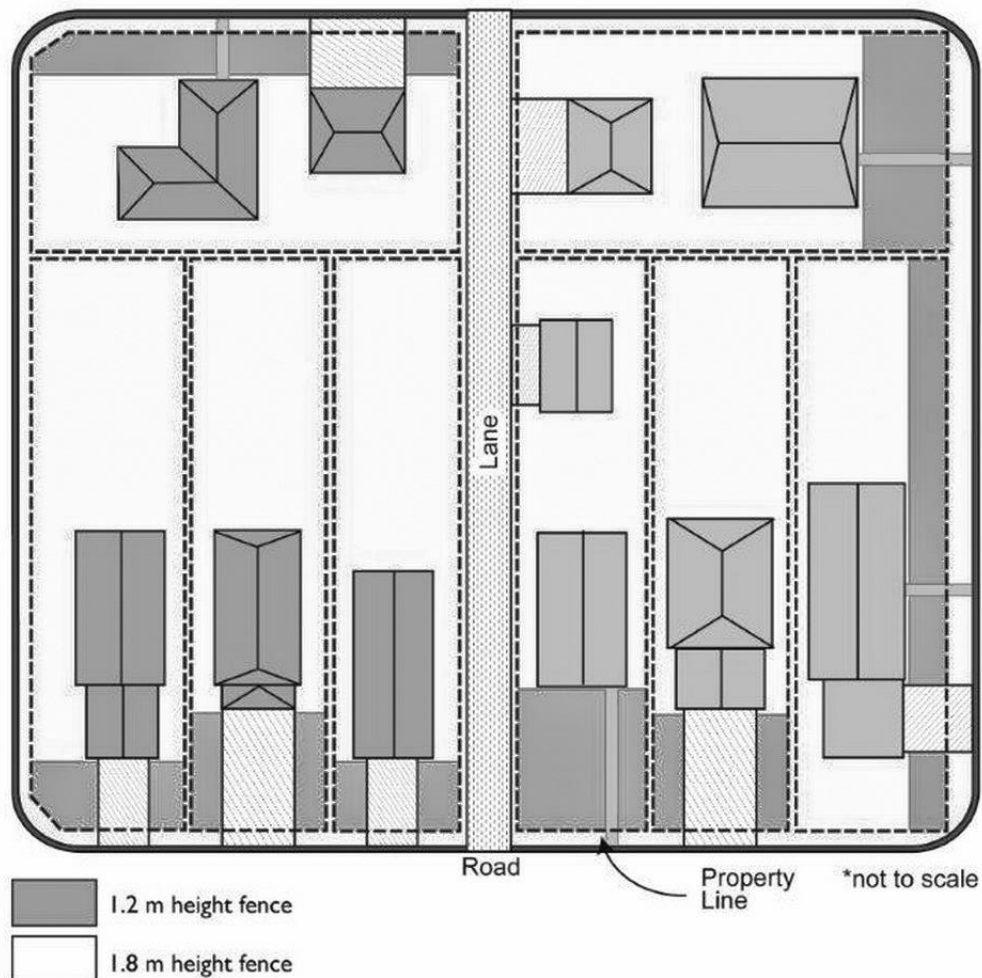 Lane
Road
Property
Line
*not to scale
1.2 m height fence
1.8 m height fence